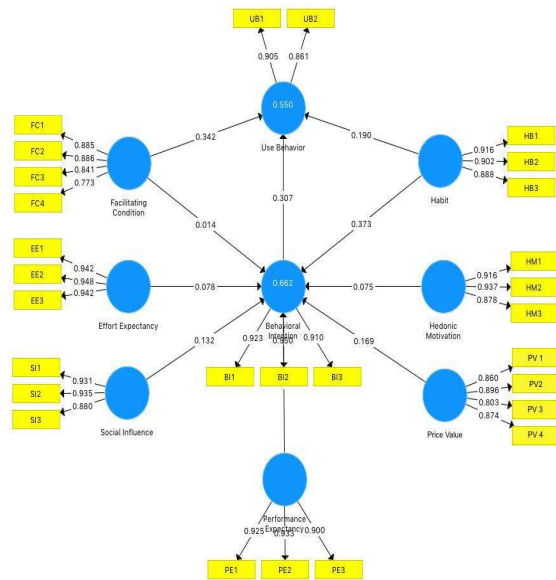 UB1 UB2
0.905 0.861
0.550
Use Behavior
FC1
FC2
FC3
FC4
0.885
0.886
0.841
0.773
Facilitating
Condition
0.342
0.190
HB1
HB2
HB3
0.916
0.902
0.888
Habit
0.307
0.014
0.373
EE1
EE2
EE3
0.942
0.948
0.942
Effort Expectancy
0.078
0.662
Behavioral
Intention
0.075
HM1
HM2
HM3
0.916
0.937
0.878
Hedonic
Motivation
SI1
SI2
SI3
0.931
0.935
0.880
Social Influence
0.132
0.169
0.923 0.910
BI1 BI2 BI3
PV 1
PV2
PV 3
PV 4
0.860
0.896
0.803
0.874
Price Value
Performance
Expectancy
0.925 0.933 0.900
PE1 PE2 PE3